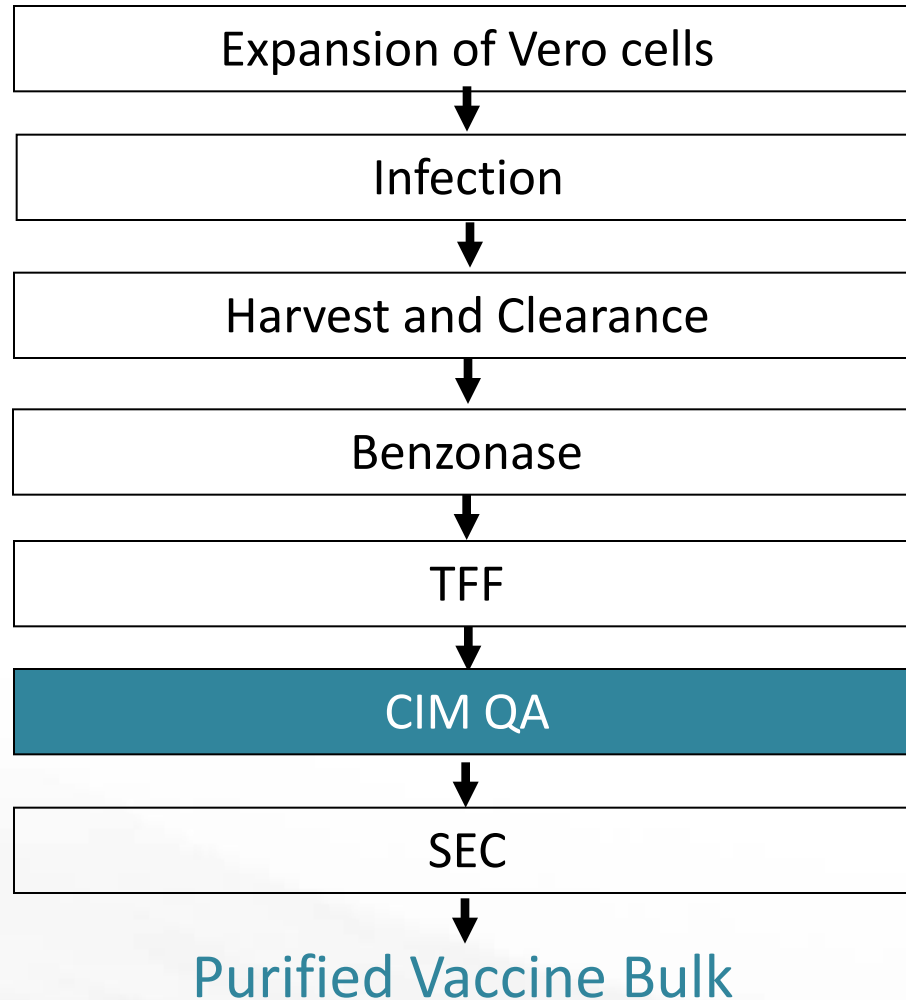 Expansion of Vero cells
Infection
Harvest and Clearance
Benzonase
TFF
CIM QA
SEC
Purified Vaccine Bulk